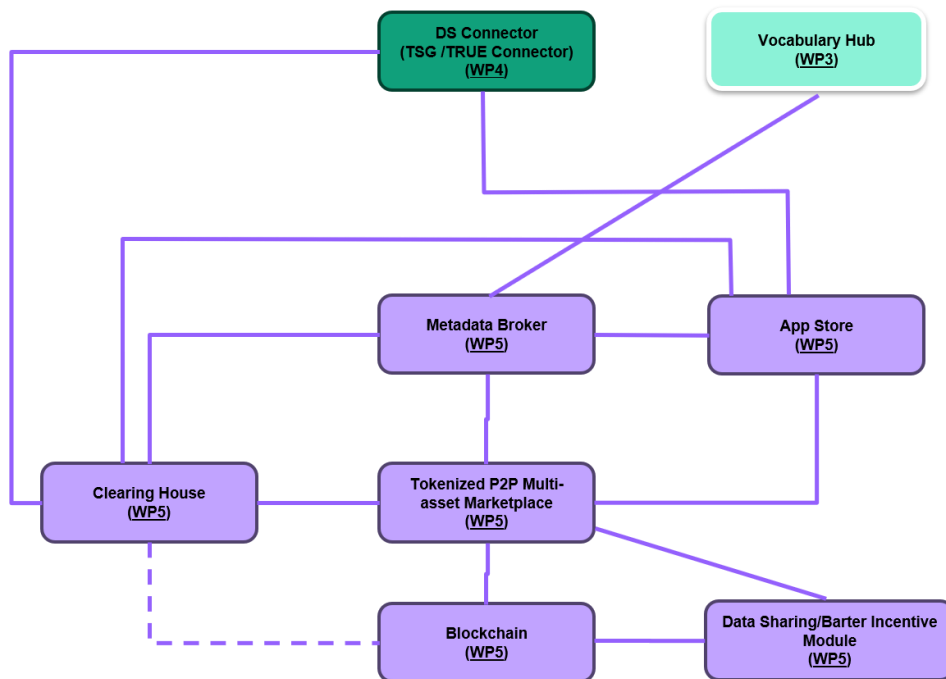 DS Connector
(TSG /TRUE Connector)
(WP4)
Vocabulary Hub
(WP3)
Metadata Broker
(WP5)
App Store
(WP5)
Clearing House
(WP5)
Tokenized P2P Multi-
asset Marketplace
(WP5)
Blockchain
(WP5)
Data Sharing/Barter Incentive
Module
(WP5)